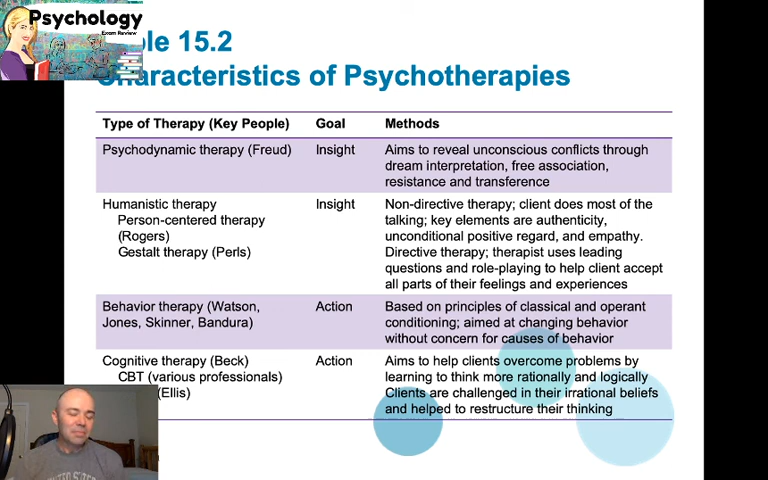 Psychology
Exam Review
ble 15.2
haracteristics of Psychotherapies
Type of Therapy (Key People) Goal Methods
Psychodynamic therapy (Freud) Insight Aims to reveal unconscious conflicts through
dream interpretation, free association,
resistance and transference
Humanistic therapy Insight Non-directive therapy; client does most of the
Person-centered therapy talking; key elements are authenticity,
(Rogers) unconditional positive regard, and empathy.
Gestalt therapy (Perls) Directive therapy; therapist uses leading
questions and role-playing to help client accept
all parts of their feelings and experiences
Behavior therapy (Watson, Action Based on principles of classical and operant
Jones, Skinner, Bandura) conditioning; aimed at changing behavior
without concern for causes of behavior
Cognitive therapy (Beck) Action Aims to help clients overcome problems by
CBT (various professionals) learning to think more rationally and logically
(Ellis) Clients are challenged in their irrational beliefs
and helped to restructure their thinking